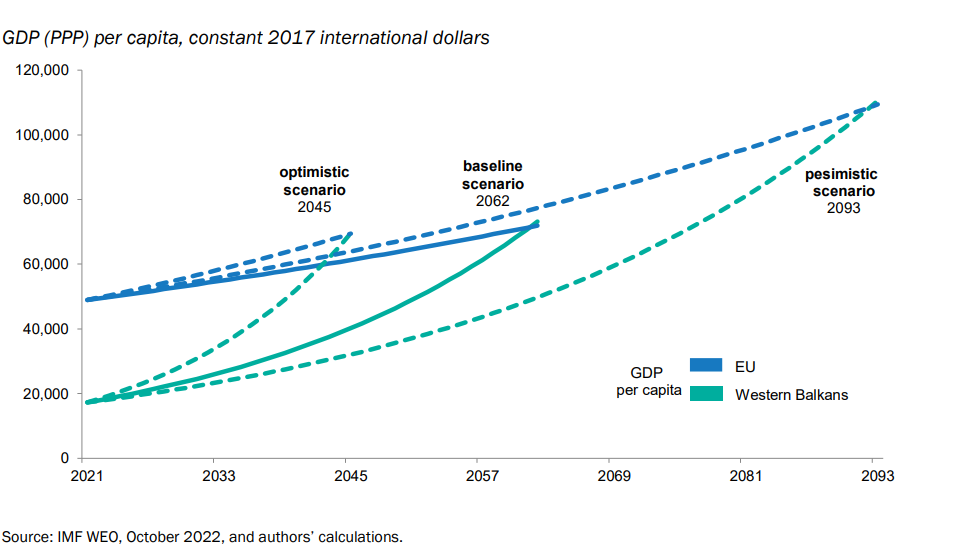 GDP (PPP) per capita, constant 2017 international dollars
120,000
100,000
80,000
60,000
40,000
20,000
0
optimistic
scenario
2045
baseline
scenario
2062
pesimistic
scenario
2093
GDP
per capita
EU
Western Balkans
2021
2033
2045
2057
2069
2081
2093
Source: IMF WEO, October 2022, and authors’ calculations.